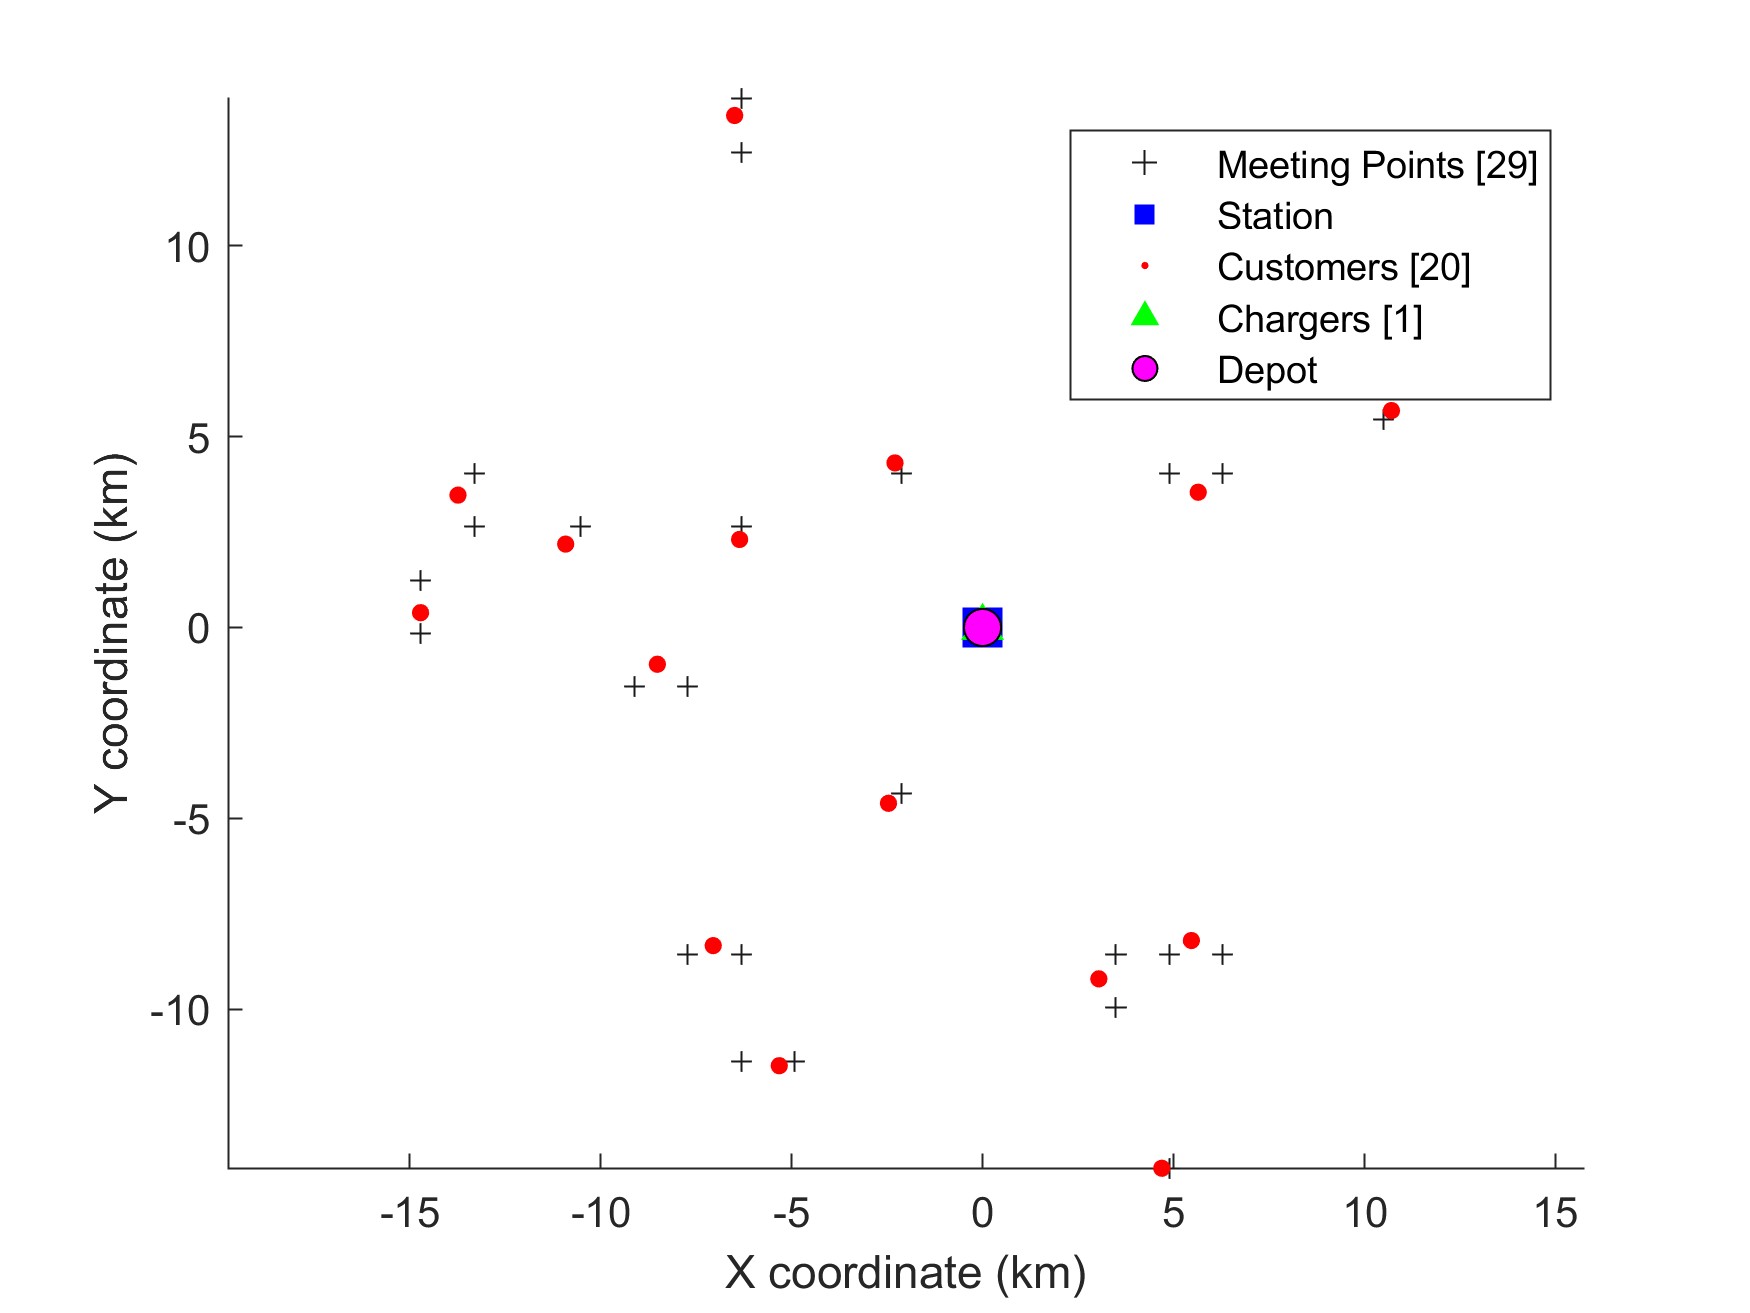 Meeting Points [29]
Station
Customers [20]
Chargers [1]
Depot
10
5
0
-5
-10
Y coordinate (km)
-15 -10 -5 0 5 10 15
X coordinate (km)